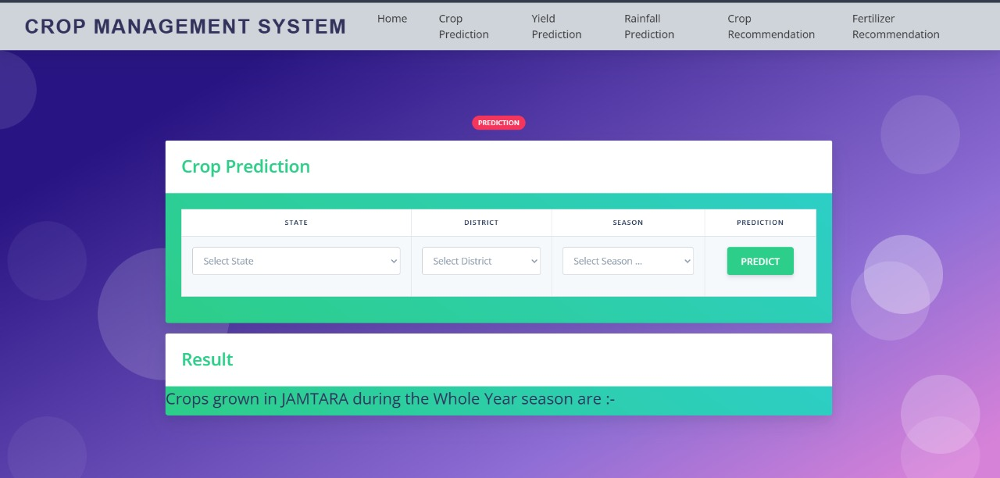 CROP MANAGEMENT SYSTEM
Home
Crop
Prediction
Yield
Prediction
Rainfall
Prediction
Crop
Recommendation
Fertilizer
Recommendation
PREDICTION
Crop Prediction
STATE DISTRICT SEASON PREDICTION
Select State Select District Select Season ... PREDICT
Result
Crops grown in JAMTARA during the Whole Year season are :-